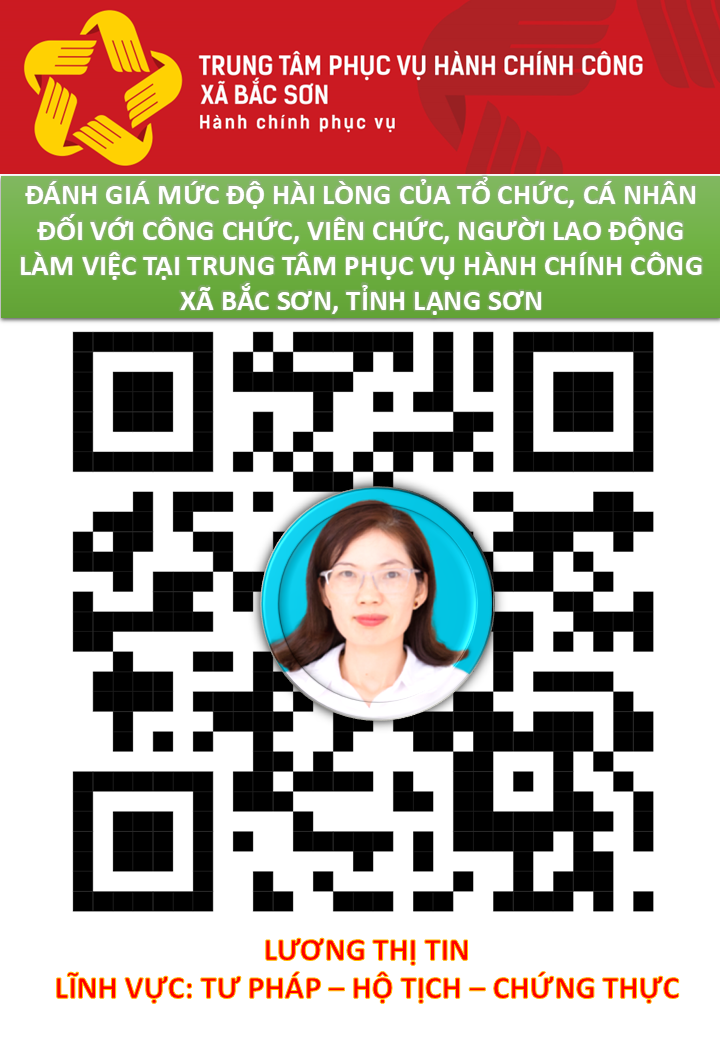 TRUNG TÂM PHỤC VỤ HÀNH CHÍNH CÔNG
XÃ BẮC SƠN
Hành chính phục vụ
ĐÁNH GIÁ MỨC ĐỘ HÀI LÒNG CỦA TỔ CHỨC, CÁ NHÂN
ĐỐI VỚI CÔNG CHỨC, VIÊN CHỨC, NGƯỜI LAO ĐỘNG
LÀM VIỆC TẠI TRUNG TÂM PHỤC VỤ HÀNH CHÍNH CÔNG
XÃ BẮC SƠN, TỈNH LẠNG SƠN
LƯƠNG THỊ TIN
LĨNH VỰC: TƯ PHÁP – HỘ TỊCH – CHỨNG THỰC